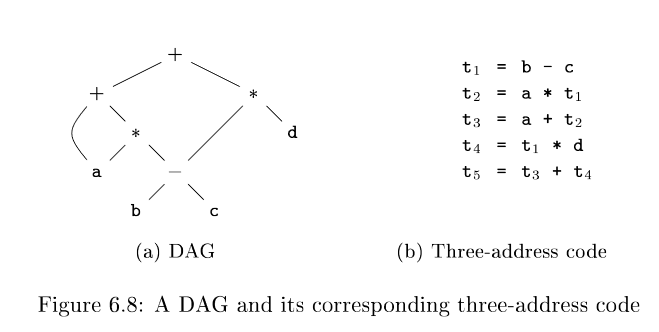 +
+ *
* d
a −
b c
t₁ = b - c
t₂ = a * t₁
t₃ = a + t₂
t₄ = t₁ * d
t₅ = t₃ + t₄
(a) DAG
(b) Three-address code
Figure 6.8: A DAG and its corresponding three-address code